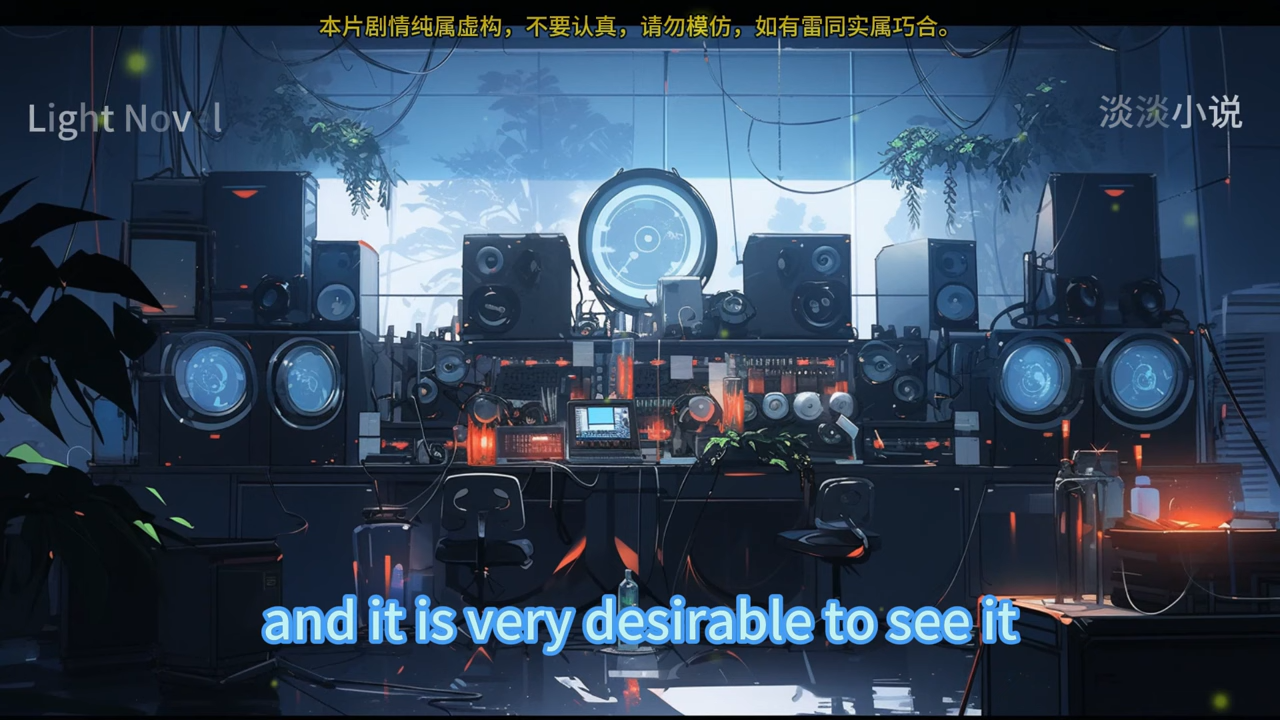 本片剧情纯属虚构，不要认真，请勿模仿，如有雷同实属巧合。
Light Nov l
淡淡小说
and it is very desirable to see it